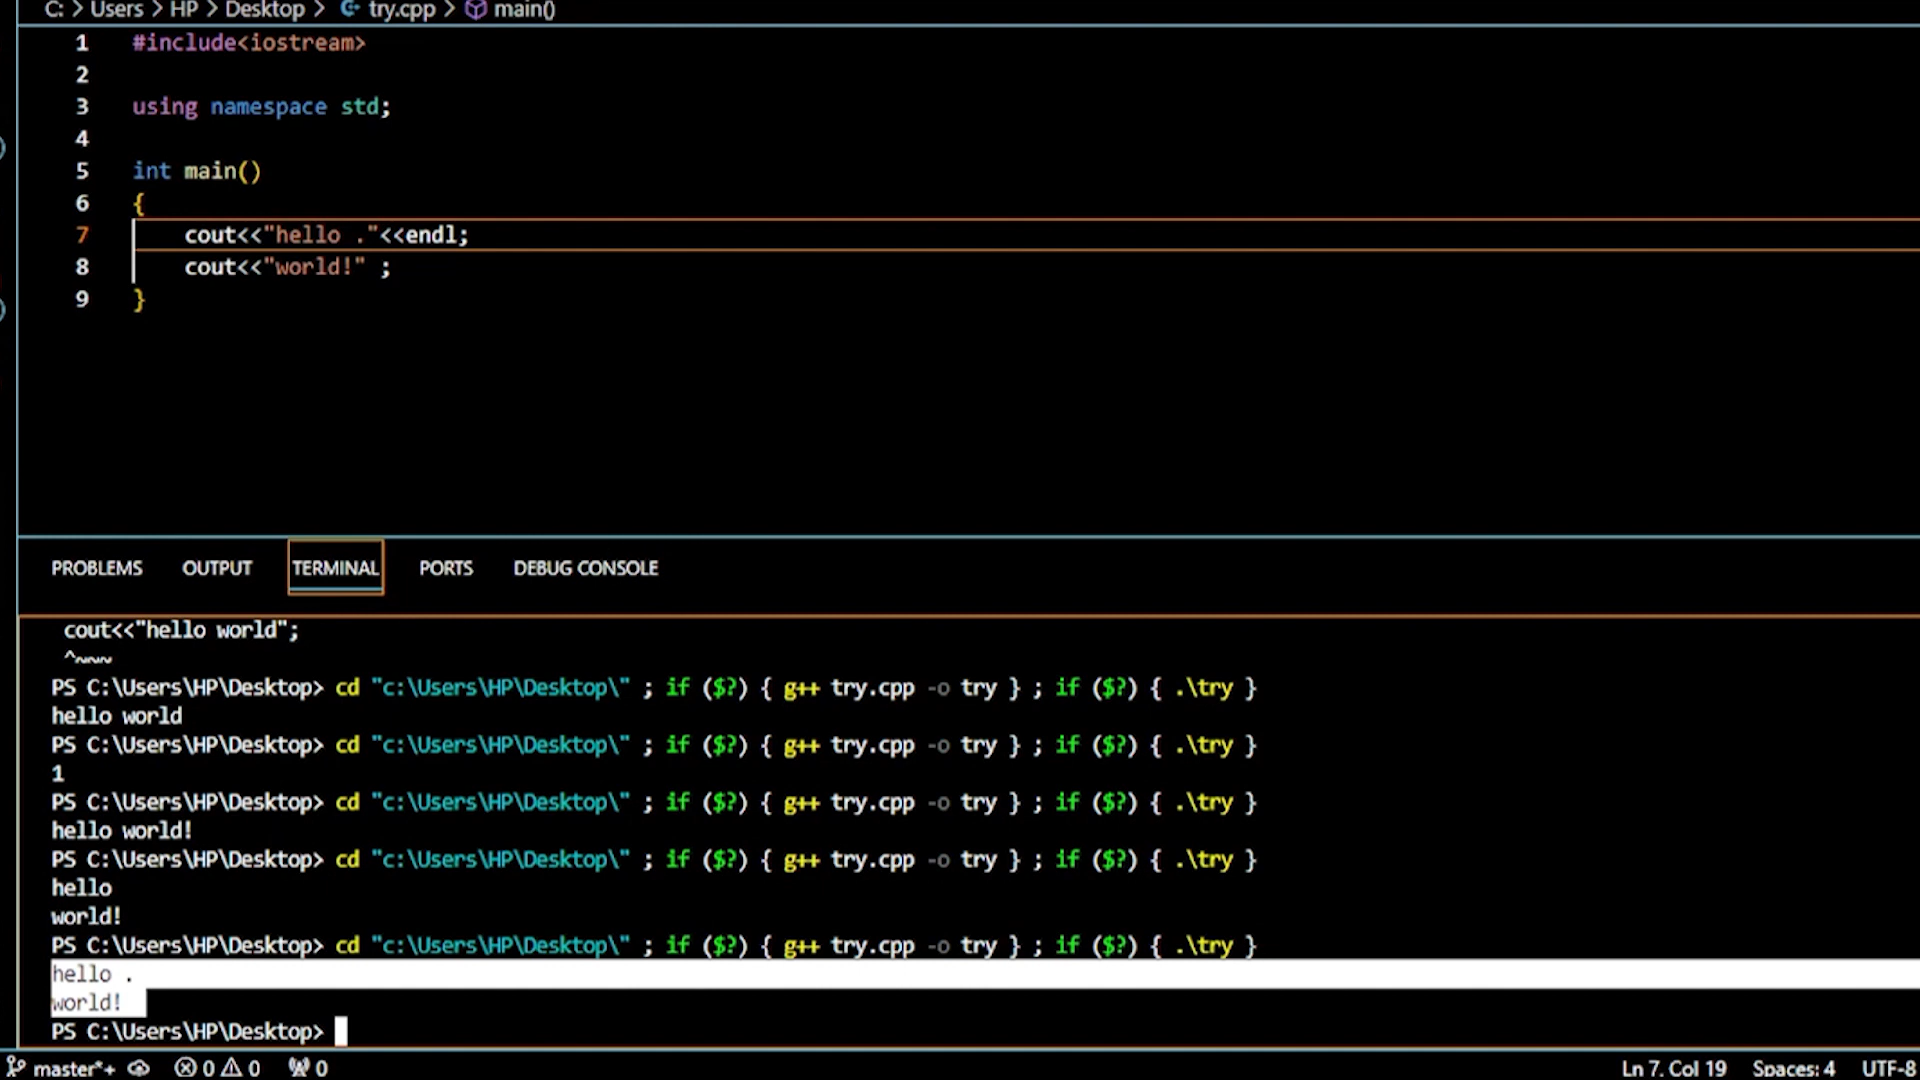 C: > Users > HP > Desktop > try.cpp > main()
1 #include<iostream>
2
3 using namespace std;
4
5 int main()
6 {
7 cout<<"hello ."<<endl;
8 cout<<"world!" ;
9 }
PROBLEMS OUTPUT TERMINAL PORTS DEBUG CONSOLE
cout<<"hello world";
^~~~
PS C:\Users\HP\Desktop> cd "c:\Users\HP\Desktop\" ; if ($?) { g++ try.cpp -o try } ; if ($?) { .\try }
hello world
PS C:\Users\HP\Desktop> cd "c:\Users\HP\Desktop\" ; if ($?) { g++ try.cpp -o try } ; if ($?) { .\try }
1
PS C:\Users\HP\Desktop> cd "c:\Users\HP\Desktop\" ; if ($?) { g++ try.cpp -o try } ; if ($?) { .\try }
hello world!
PS C:\Users\HP\Desktop> cd "c:\Users\HP\Desktop\" ; if ($?) { g++ try.cpp -o try } ; if ($?) { .\try }
hello
world!
PS C:\Users\HP\Desktop> cd "c:\Users\HP\Desktop\" ; if ($?) { g++ try.cpp -o try } ; if ($?) { .\try }
hello .
world!
PS C:\Users\HP\Desktop>
master*+ 0 0 0 Ln 7, Col 19 Spaces: 4 UTF-8